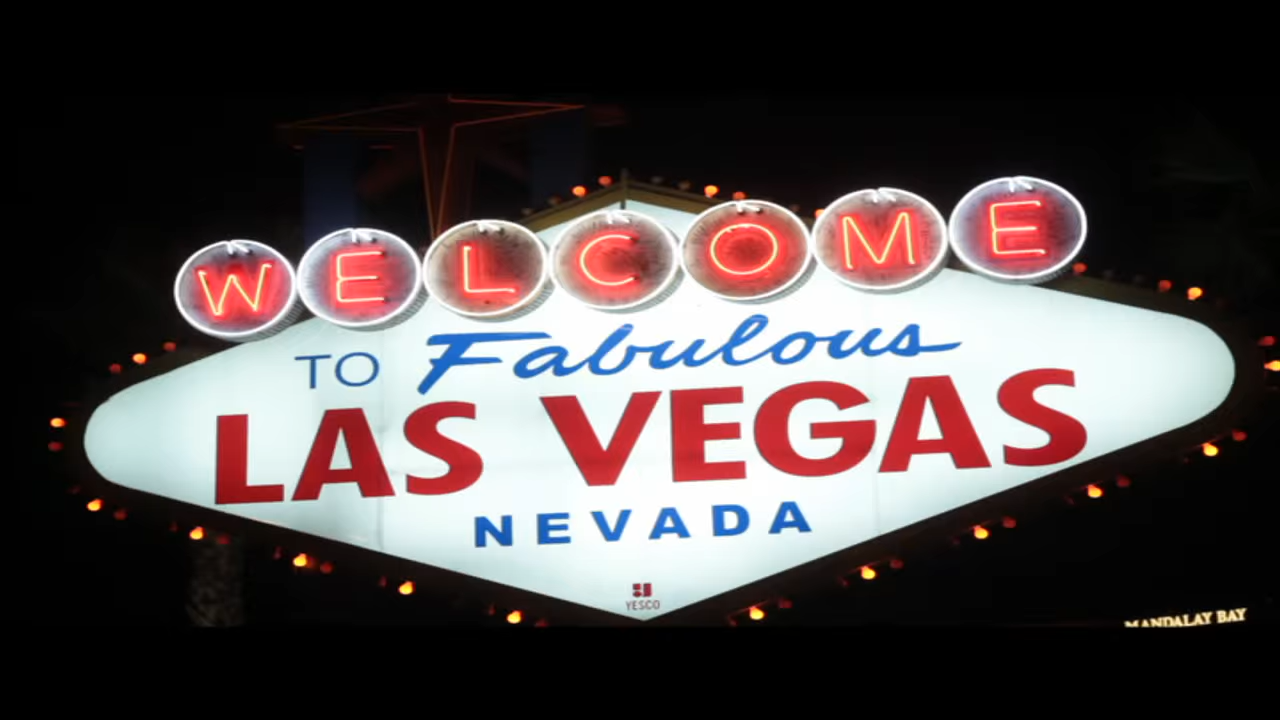 WELCOME
TO Fabulous
LAS VEGAS
NEVADA
YESCO
MANDALAY BAY